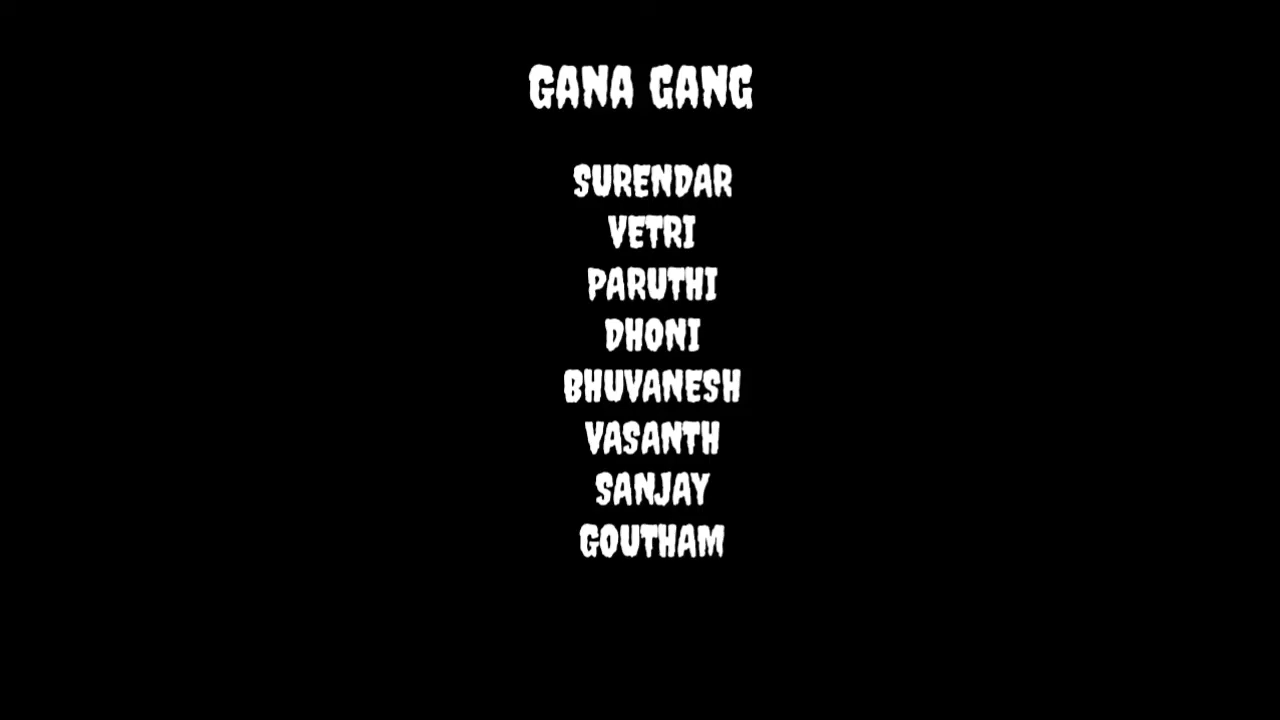 GANA GANG
SURENDAR
VETRI
PARUTHI
DHONI
BHUVANESH
VASANTH
SANJAY
GOUTHAM